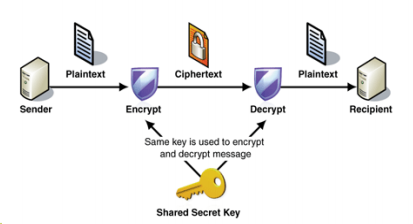 Plaintext
Ciphertext
Plaintext
Sender
Encrypt
Decrypt
Recipient
Same key is used to encrypt
and decrypt message
Shared Secret Key